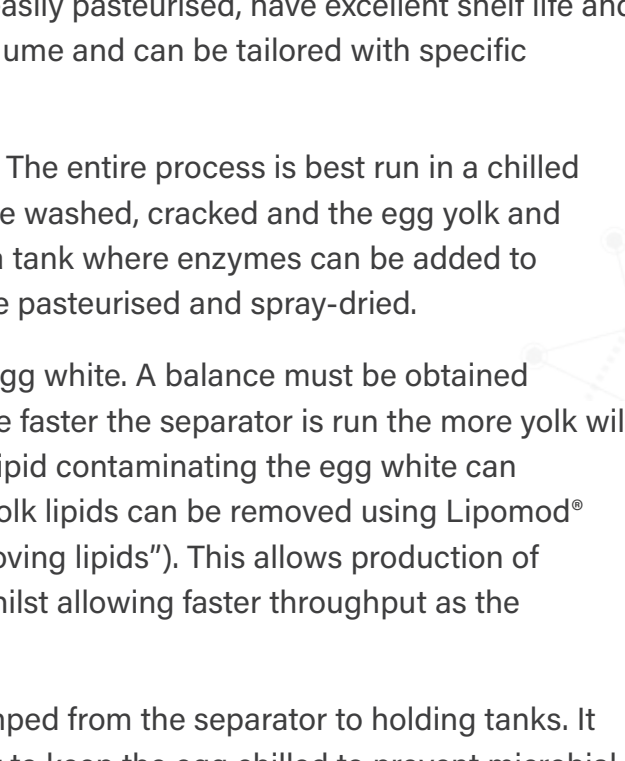 easily pasteurised, have excellent shelf life and
ume and can be tailored with specific
The entire process is best run in a chilled
e washed, cracked and the egg yolk and
tank where enzymes can be added to
e pasteurised and spray-dried.
gg white. A balance must be obtained
e faster the separator is run the more yolk wil
ipid contaminating the egg white can
olk lipids can be removed using Lipomod®
oving lipids”). This allows production of
hilst allowing faster throughput as the
mped from the separator to holding tanks. It
to keep the egg chilled to prevent microbial